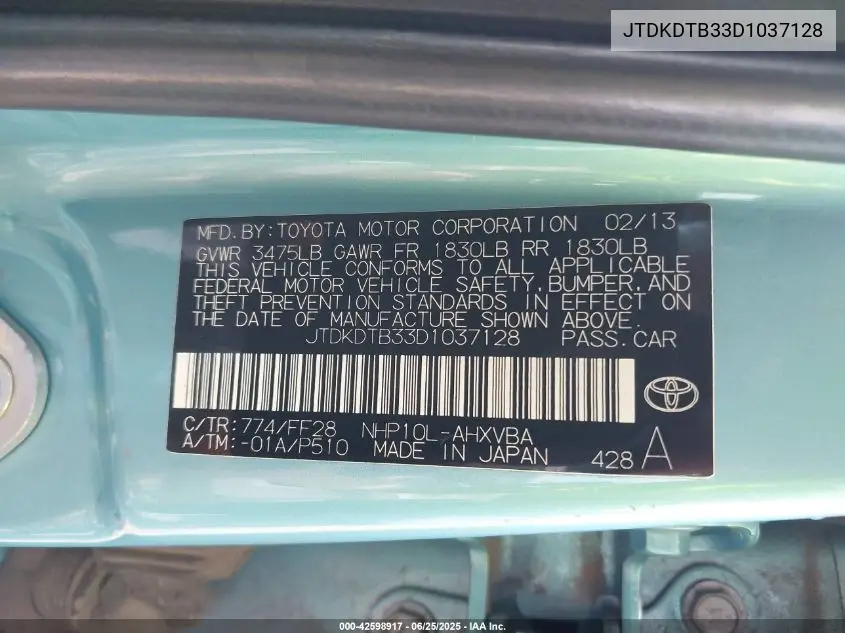 JTDKDTB33D1037128
MFD.BY:TOYOTA MOTOR CORPORATION 02/13
GVWR 3475LB GAWR FR 1830LB RR 1830LB
THIS VEHICLE CONFORMS TO ALL APPLICABLE
FEDERAL MOTOR VEHICLE SAFETY,BUMPER,AND
THEFT PREVENTION STANDARDS IN EFFECT ON
THE DATE OF MANUFACTURE SHOWN ABOVE.
JTDKDTB33D1037128 PASS.CAR
C/TR:774/FF28 NHP10L-AHXVBA
A/TM:-01A/P510 MADE IN JAPAN 428 A
000-42598917 - 06/25/2025 - IAA Inc.